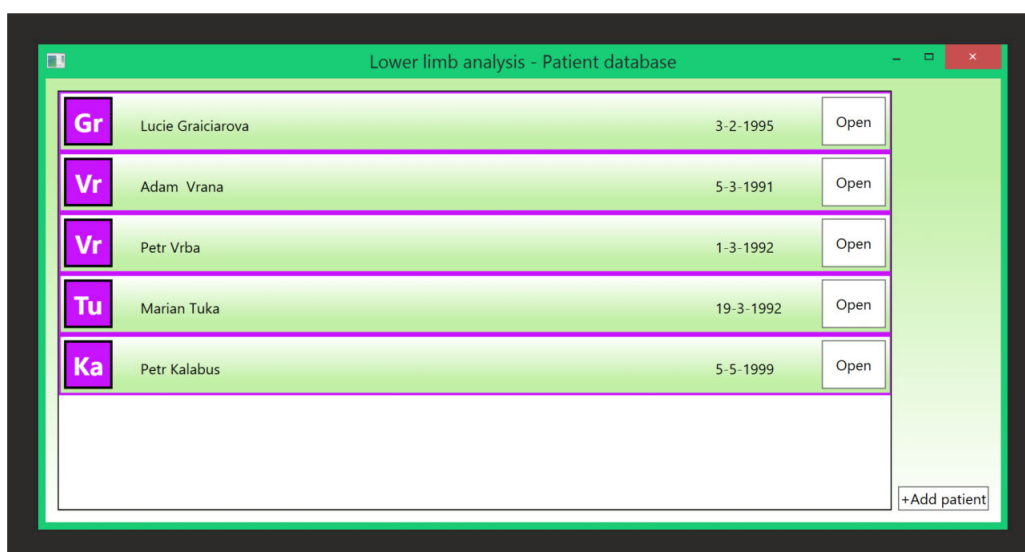 Lower limb analysis - Patient database
Gr Lucie Graiciarova 3-2-1995 Open
Vr Adam Vrana 5-3-1991 Open
Vr Petr Vrba 1-3-1992 Open
Tu Marian Tuka 19-3-1992 Open
Ka Petr Kalabus 5-5-1999 Open
+Add patient